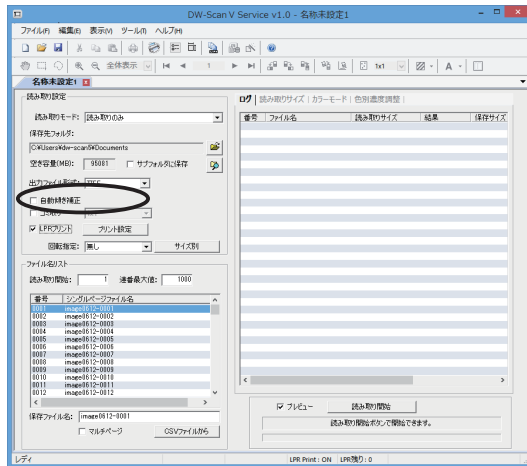 DW-Scan V Service v1.0 - 名称未設定1
ファイル(F) 編集(E) 表示(V) ツール(T) ヘルプ(H)
全体表示 1 1x1 A
名称未設定1
読み取り設定
読み取りモード: 読み取りのみ
保存先フォルダ:
C:¥Users¥dw-scan5¥Documents
空き容量(MB): 95081 サブフォルダに保存
出力ファイル形式: TIFF
自動傾き補正
LPRプリント プリント設定
回転指定: 無し サイズ別
ファイル名リスト
読み取り開始: 1 連番最大値: 1000
番号 シングルページファイル名
0001 image0612-0001
0002 image0612-0002
0003 image0612-0003
0004 image0612-0004
0005 image0612-0005
0006 image0612-0006
0007 image0612-0007
0008 image0612-0008
0009 image0612-0009
0010 image0612-0010
0011 image0612-0011
0012 image0612-0012
保存ファイル名: image0612-0001
マルチページ CSVファイルから
ログ 読み取りサイズ カラーモード 色別濃度調整
番号 ファイル名 読み取りサイズ 結果 保存サイズ
プレビュー 読み取り開始
読み取り開始ボタンで開始できます。
レディ LPR Print : ON LPR残り : 0